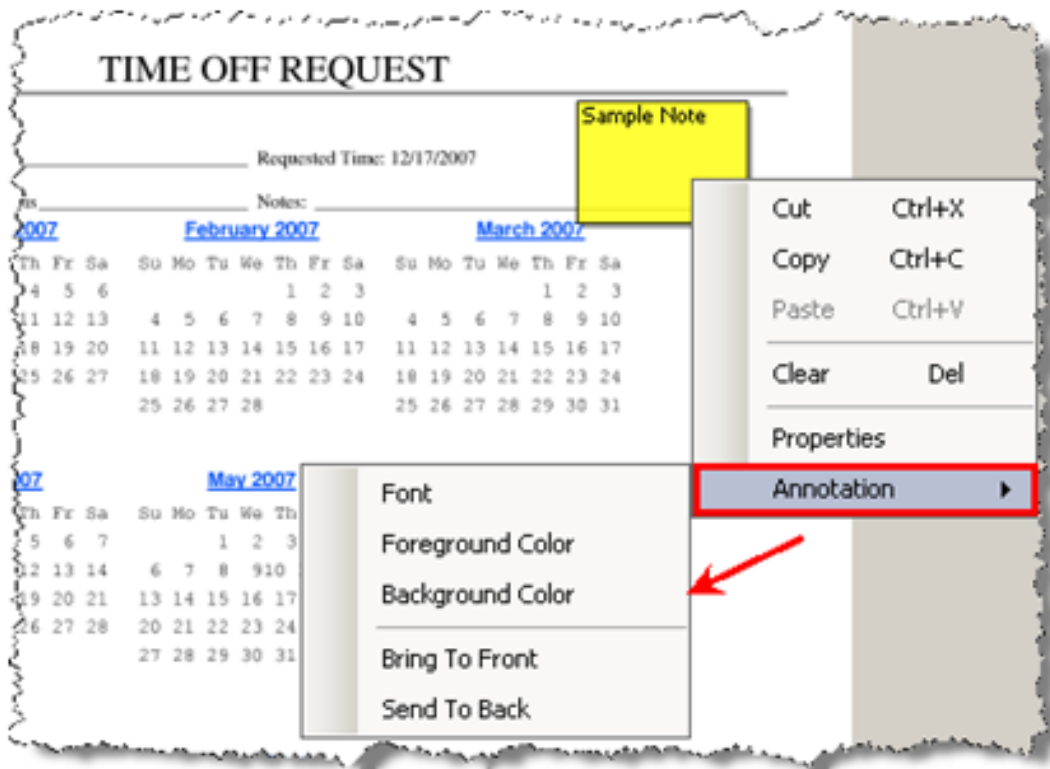 TIME OFF REQUEST
Sample Note
Requested Time: 12/17/2007
Notes:
2007 February 2007 March 2007
Th Fr Sa Su Mo Tu We Th Fr Sa Su Mo Tu We Th Fr Sa
4 5 6 1 2 3 1 2 3
11 12 13 4 5 6 7 8 9 10 4 5 6 7 8 9 10
18 19 20 11 12 13 14 15 16 17 11 12 13 14 15 16 17
25 26 27 18 19 20 21 22 23 24 18 19 20 21 22 23 24
25 26 27 28 25 26 27 28 29 30 31
07 May 2007
Th Fr Sa Su Mo Tu We Th
5 6 7 1 2 3
12 13 14 6 7 8 910
19 20 21 13 14 15 16 17
26 27 28 20 21 22 23 24
27 28 29 30 31
Cut Ctrl+X
Copy Ctrl+C
Paste Ctrl+V
Clear Del
Properties
Annotation
Font
Foreground Color
Background Color
Bring To Front
Send To Back